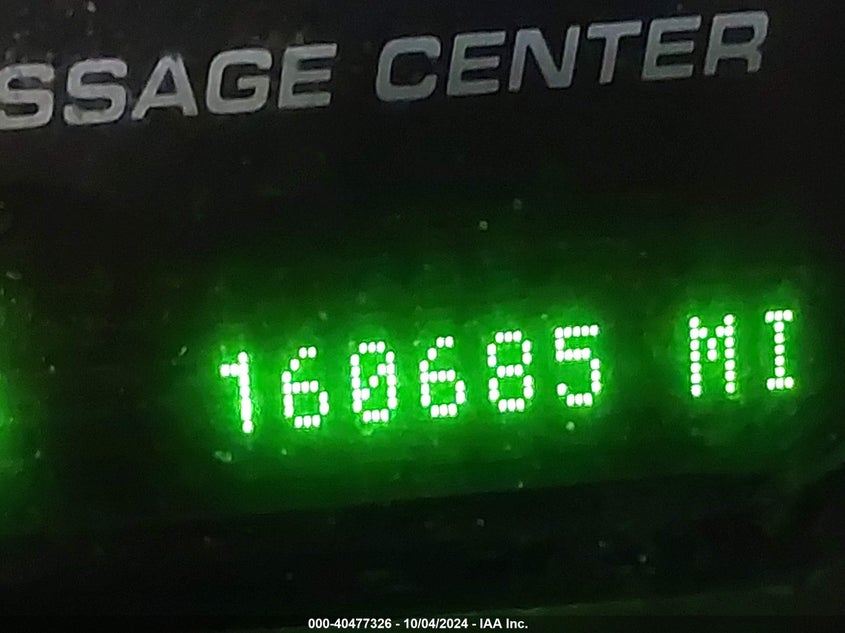 SSAGE CENTER
160685 MI
000-40477326 - 10/04/2024 - IAA Inc.